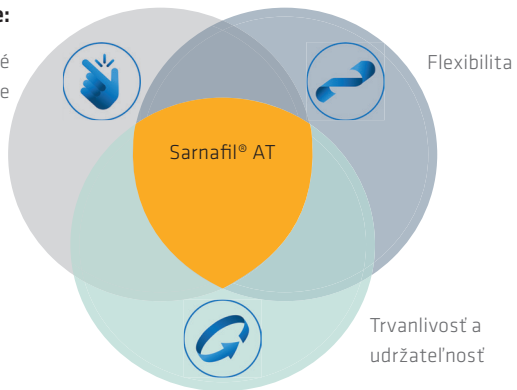 e:
é
e
Flexibilita
Sarnafil® AT
Trvanlivosť a
udržateľnosť